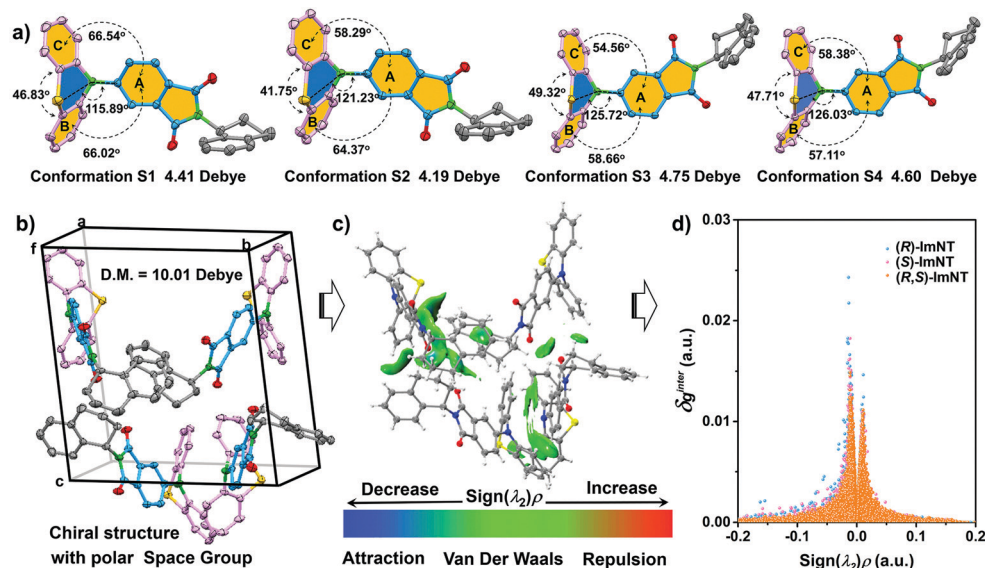 a)
C
66.54°
A
46.83°
115.89°
B
66.02°
Conformation S1 4.41 Debye
C
58.29°
A
41.75°
121.23°
B
64.37°
Conformation S2 4.19 Debye
C
54.56°
A
49.32°
125.72°
B
58.66°
Conformation S3 4.75 Debye
C
58.38°
A
47.71°
126.03°
B
57.11°
Conformation S4 4.60 Debye
b)
a
f
b
D.M. = 10.01 Debye
c
Chiral structure
with polar Space Group
c)
Decrease Sign(λ₂)ρ Increase
Attraction Van Der Waals Repulsion
d)
0.03
0.02
0.01
0.00
δg^inter (a.u.)
(R)-ImNT
(S)-ImNT
(R,S)-ImNT
-0.2 -0.1 0.0 0.1 0.2
Sign(λ₂)ρ (a.u.)